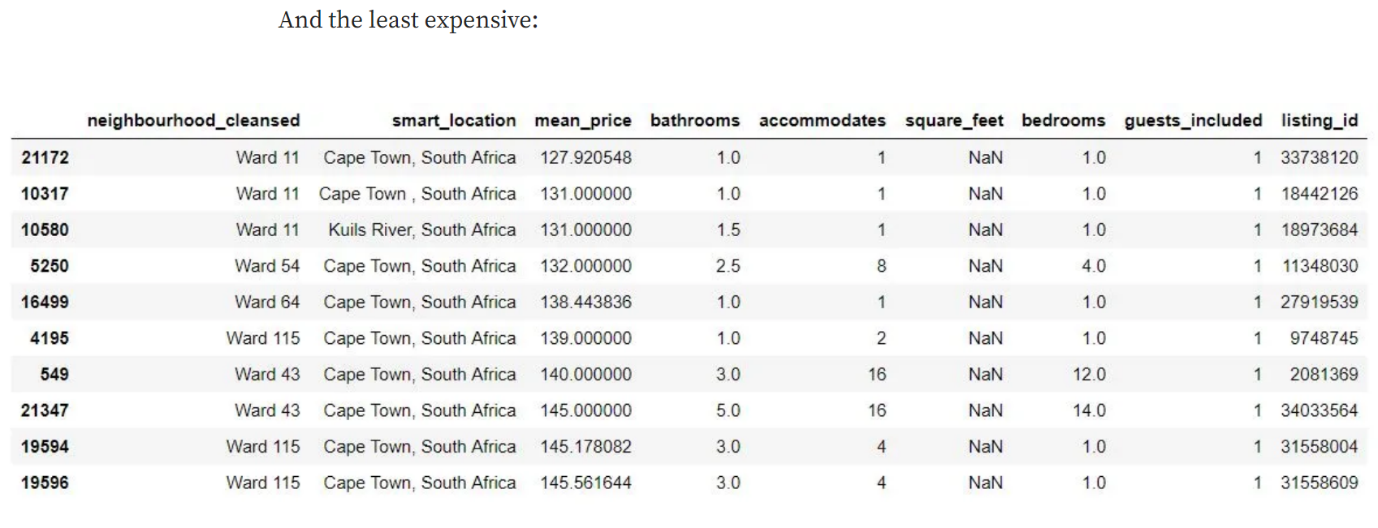 And the least expensive:
neighbourhood_cleansed smart_location mean_price bathrooms accommodates square_feet bedrooms guests_included listing_id
21172 Ward 11 Cape Town, South Africa 127.920548 1.0 1 NaN 1.0 1 33738120
10317 Ward 11 Cape Town , South Africa 131.000000 1.0 1 NaN 1.0 1 18442126
10580 Ward 11 Kuils River, South Africa 131.000000 1.5 1 NaN 1.0 1 18973684
5250 Ward 54 Cape Town, South Africa 132.000000 2.5 8 NaN 4.0 1 11348030
16499 Ward 64 Cape Town, South Africa 138.443836 1.0 1 NaN 1.0 1 27919539
4195 Ward 115 Cape Town, South Africa 139.000000 1.0 2 NaN 1.0 1 9748745
549 Ward 43 Cape Town, South Africa 140.000000 3.0 16 NaN 12.0 1 2081369
21347 Ward 43 Cape Town, South Africa 145.000000 5.0 16 NaN 14.0 1 34033564
19594 Ward 115 Cape Town, South Africa 145.178082 3.0 4 NaN 1.0 1 31558004
19596 Ward 115 Cape Town, South Africa 145.561644 3.0 4 NaN 1.0 1 31558609